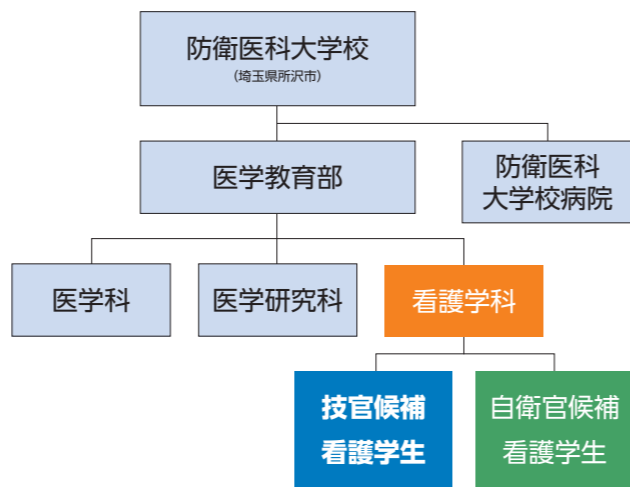 防衛医科大学校
(埼玉県所沢市)
医学教育部
防衛医科
大学校病院
医学科
医学研究科
看護学科
技官候補
看護学生
自衛官候補
看護学生